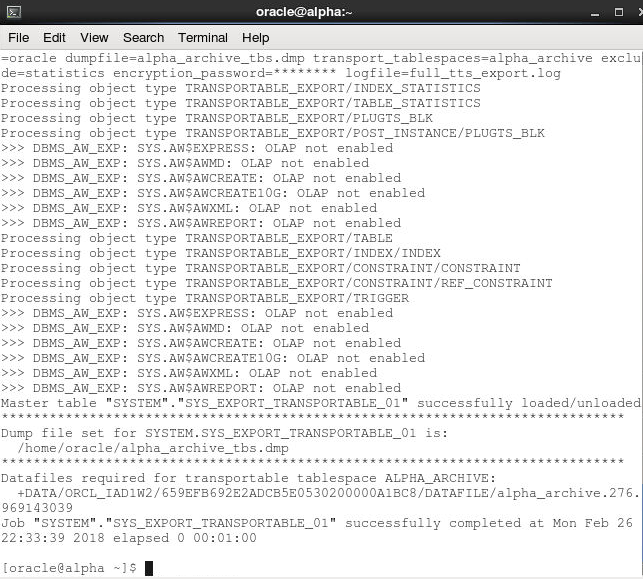 oracle@alpha:~
File Edit View Search Terminal Help
=oracle dumpfile=alpha_archive_tbs.dmp transport_tablespaces=alpha_archive exclu
de=statistics encryption_password=******** logfile=full_tts_export.log
Processing object type TRANSPORTABLE_EXPORT/INDEX_STATISTICS
Processing object type TRANSPORTABLE_EXPORT/TABLE_STATISTICS
Processing object type TRANSPORTABLE_EXPORT/PLUGTS_BLK
Processing object type TRANSPORTABLE_EXPORT/POST_INSTANCE/PLUGTS_BLK
>>> DBMS_AW_EXP: SYS.AW$EXPRESS: OLAP not enabled
>>> DBMS_AW_EXP: SYS.AW$AWMD: OLAP not enabled
>>> DBMS_AW_EXP: SYS.AW$AWCREATE: OLAP not enabled
>>> DBMS_AW_EXP: SYS.AW$AWCREATE10G: OLAP not enabled
>>> DBMS_AW_EXP: SYS.AW$AWXML: OLAP not enabled
>>> DBMS_AW_EXP: SYS.AW$AWREPORT: OLAP not enabled
Processing object type TRANSPORTABLE_EXPORT/TABLE
Processing object type TRANSPORTABLE_EXPORT/INDEX/INDEX
Processing object type TRANSPORTABLE_EXPORT/CONSTRAINT/CONSTRAINT
Processing object type TRANSPORTABLE_EXPORT/REF_CONSTRAINT
Processing object type TRANSPORTABLE_EXPORT/TRIGGER
>>> DBMS_AW_EXP: SYS.AW$EXPRESS: OLAP not enabled
>>> DBMS_AW_EXP: SYS.AW$AWMD: OLAP not enabled
>>> DBMS_AW_EXP: SYS.AW$AWCREATE: OLAP not enabled
>>> DBMS_AW_EXP: SYS.AW$AWCREATE10G: OLAP not enabled
>>> DBMS_AW_EXP: SYS.AW$AWXML: OLAP not enabled
>>> DBMS_AW_EXP: SYS.AW$AWREPORT: OLAP not enabled
Master table "SYSTEM"."SYS_EXPORT_TRANSPORTABLE_01" successfully loaded/unloaded
******************************************************************************
Dump file set for SYSTEM.SYS_EXPORT_TRANSPORTABLE_01 is:
  /home/oracle/alpha_archive_tbs.dmp
******************************************************************************
Datafiles required for transportable tablespace ALPHA_ARCHIVE:
  +DATA/ORCL_IAD1W2/659EFB692E2ADCB5E0530200000A1BC8/DATAFILE/alpha_archive.276.
969143039
Job "SYSTEM"."SYS_EXPORT_TRANSPORTABLE_01" successfully completed at Mon Feb 26
22:33:39 2018 elapsed 0 00:01:00
[oracle@alpha ~]$